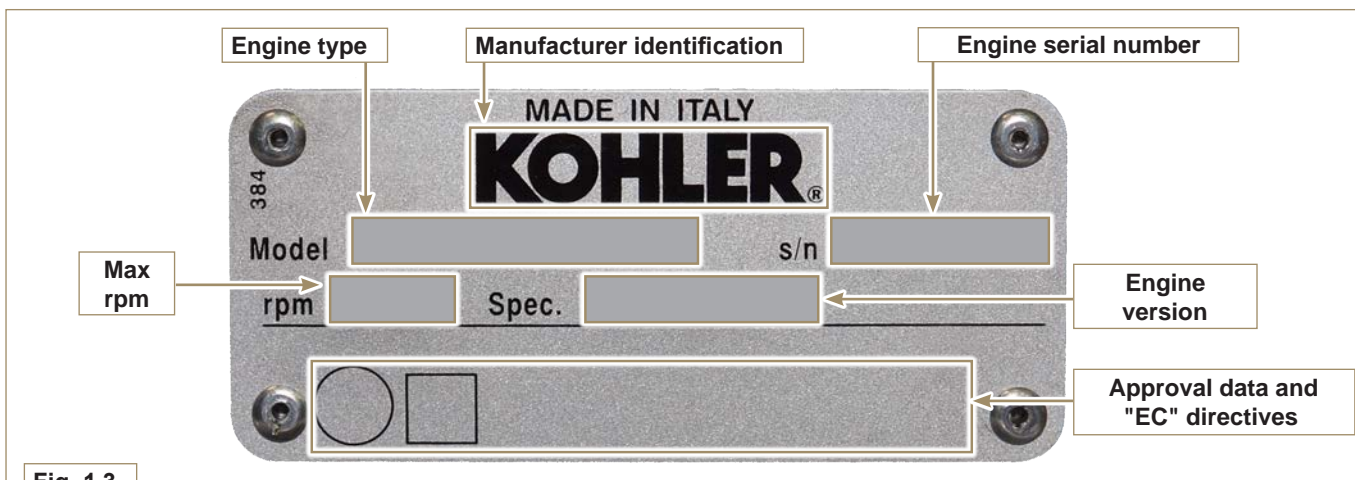 Engine type
Manufacturer identification
Engine serial number
MADE IN ITALY
KOHLER®
384
Model
s/n
Max
rpm
rpm
Spec.
Engine
version
Approval data and
"EC" directives
Fig. 1.3